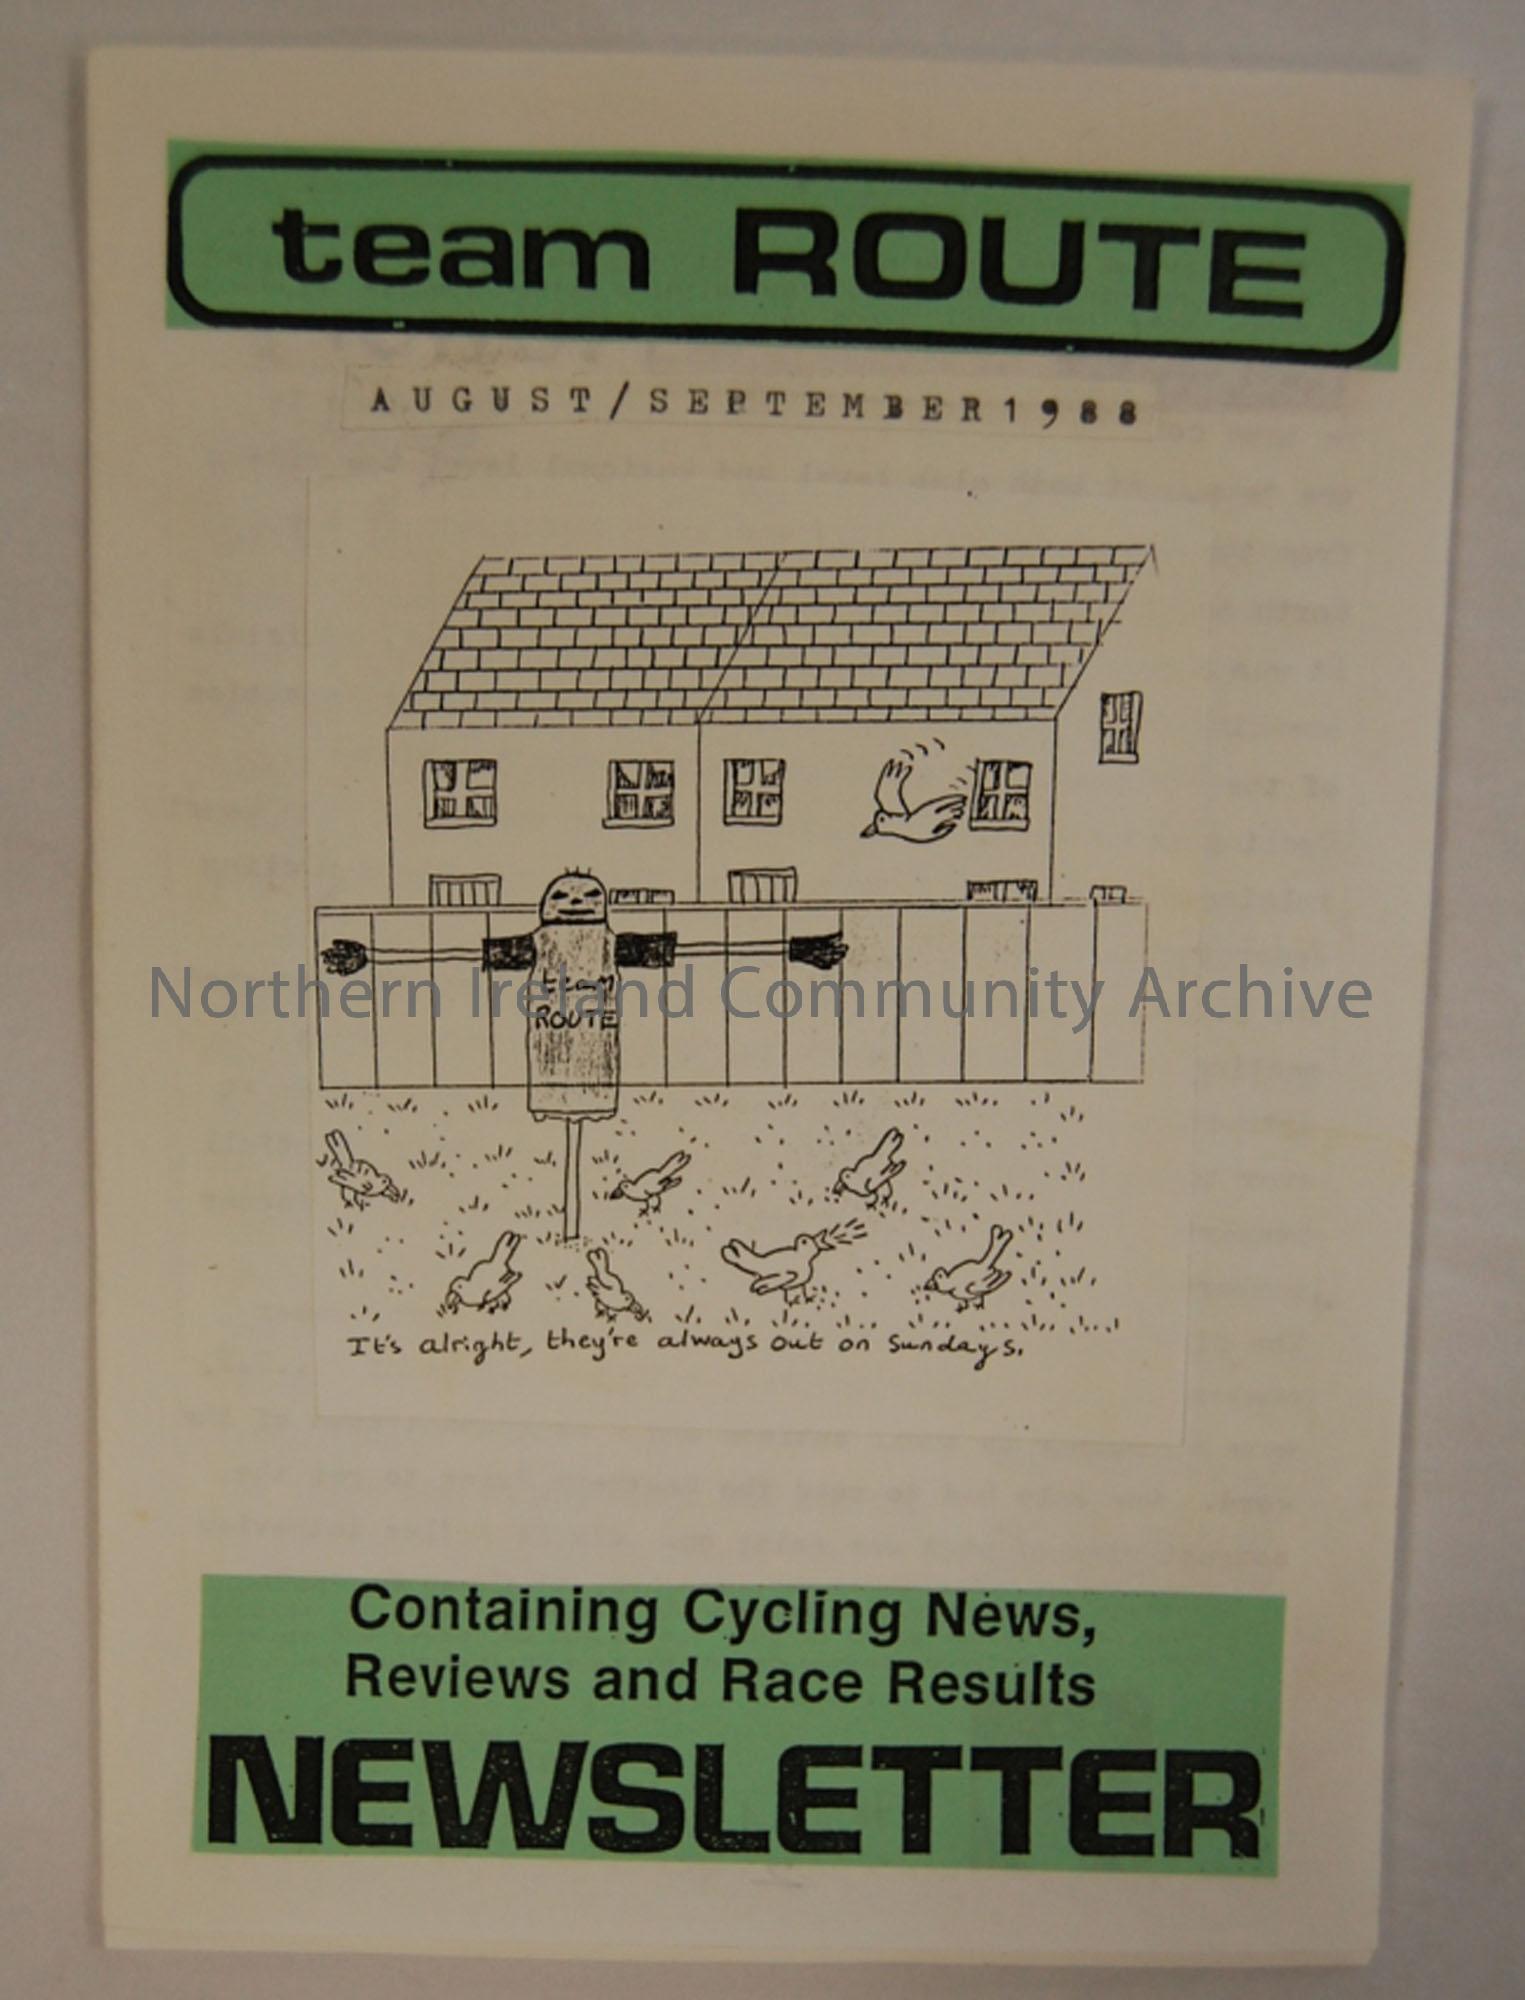 team ROUTE
AUGUST/SEPTEMBER1988
team
ROUTE
Northern Ireland Community Archive
It's alright, they're always out on Sundays.
Containing Cycling News,
Reviews and Race Results
NEWSLETTER